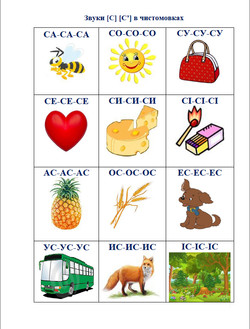 Звуки [С] [С'] в чистомовках
СА-СА-СА СО-СО-СО СУ-СУ-СУ
СЕ-СЕ-СЕ СИ-СИ-СИ СІ-СІ-СІ
АС-АС-АС ОС-ОС-ОС ЕС-ЕС-ЕС
УС-УС-УС ИС-ИС-ИС ІС-ІС-ІС